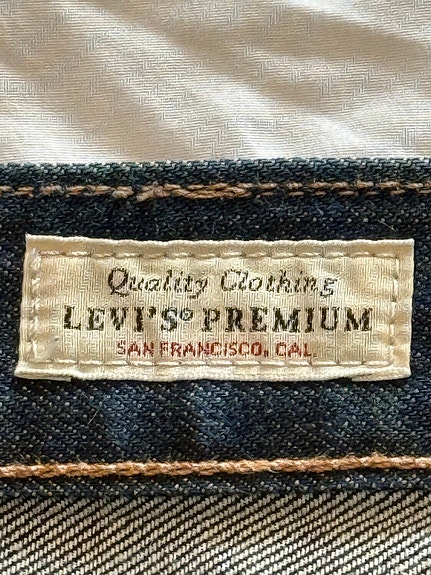 Quality Clothing
LEVI'S® PREMIUM
SAN FRANCISCO, CAL.